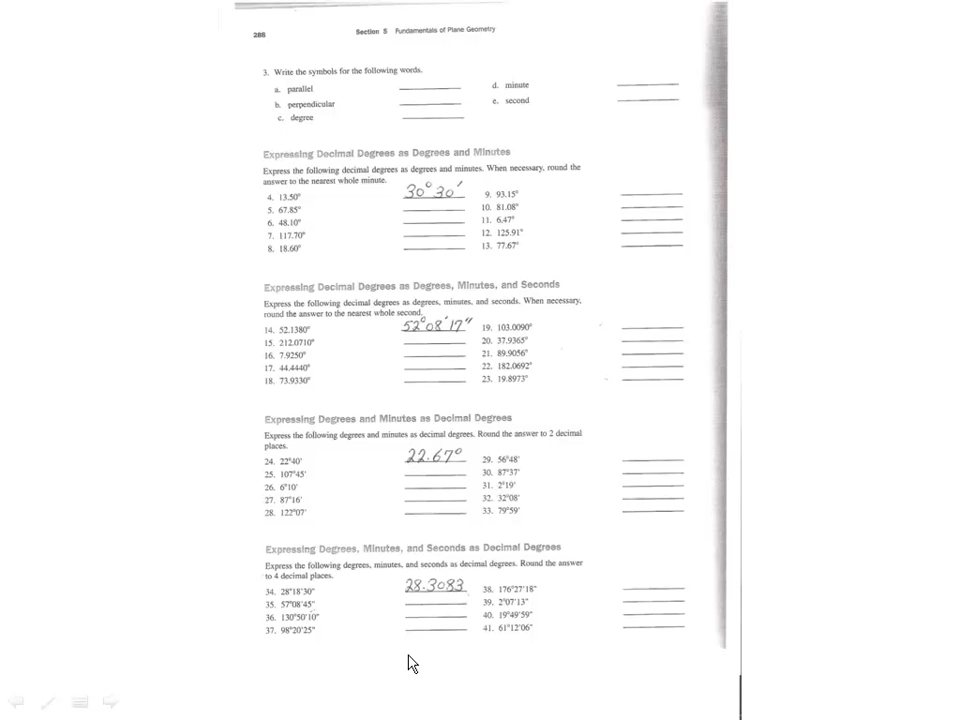 288 Section 5 Fundamentals of Plane Geometry
3. Write the symbols for the following words.
a. parallel
b. perpendicular
c. degree
d. minute
e. second
Expressing Decimal Degrees as Degrees and Minutes
Express the following decimal degrees as degrees and minutes. When necessary, round the
answer to the nearest whole minute.
4. 13.50° 30°30'
5. 67.85°
6. 48.10°
7. 117.70°
8. 18.60°
9. 93.15°
10. 81.08°
11. 6.47°
12. 125.91°
13. 77.67°
Expressing Decimal Degrees as Degrees, Minutes, and Seconds
Express the following decimal degrees as degrees, minutes, and seconds. When necessary,
round the answer to the nearest whole second.
14. 52.1380° 52°08'17"
15. 212.0710°
16. 7.9250°
17. 44.4440°
18. 73.9330°
19. 103.0090°
20. 37.9365°
21. 89.9056°
22. 182.0692°
23. 19.8973°
Expressing Degrees and Minutes as Decimal Degrees
Express the following degrees and minutes as decimal degrees. Round the answer to 2 decimal
places.
24. 22°40' 22.67°
25. 107°45'
26. 6°10'
27. 87°16'
28. 122°07'
29. 56°48'
30. 87°37'
31. 2°19'
32. 32°08'
33. 79°59'
Expressing Degrees, Minutes, and Seconds as Decimal Degrees
Express the following degrees, minutes, and seconds as decimal degrees. Round the answer
to 4 decimal places.
34. 28°18'30" 28.3083
35. 57°08'45"
36. 130°50'10"
37. 98°20'25"
38. 176°27'18"
39. 2°07'13"
40. 19°49'59"
41. 61°12'06"